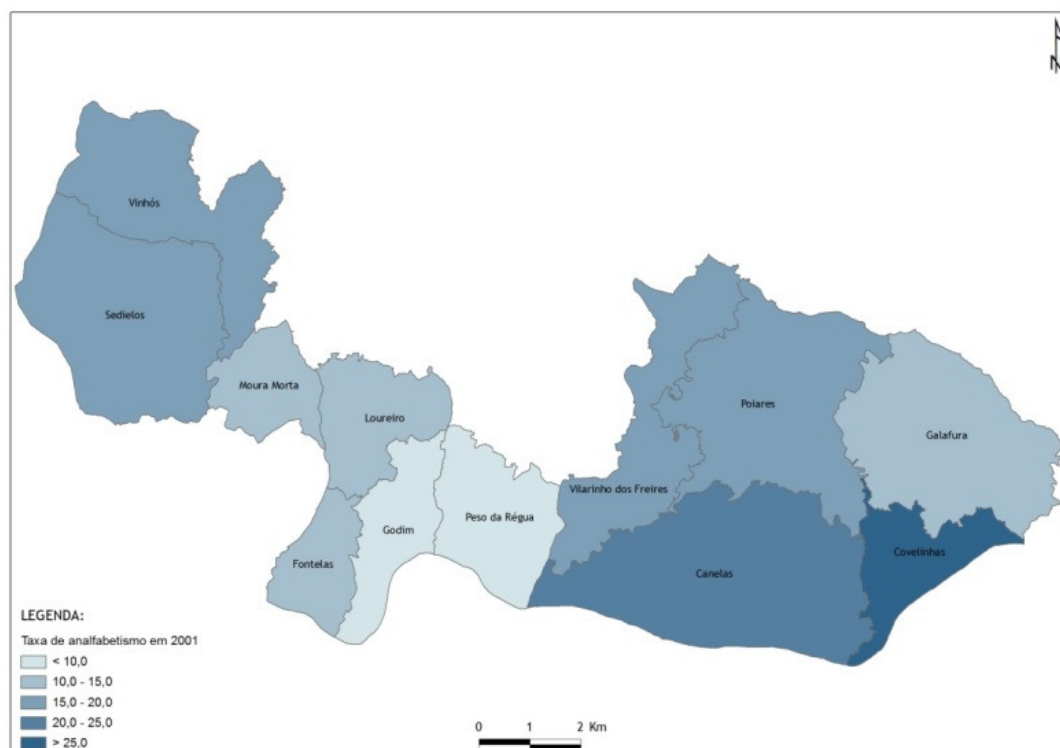 N
Vinhós
Sedielos
Moura Morta
Loureiro
Poiares
Galafura
Vilarinho dos Freires
Peso da Régua
Godim
Fontelas
Canelas
Covelinhas
LEGENDA:
Taxa de analfabetismo em 2001
< 10,0
10,0 - 15,0
15,0 - 20,0
20,0 - 25,0
> 25,0
0 1 2 Km